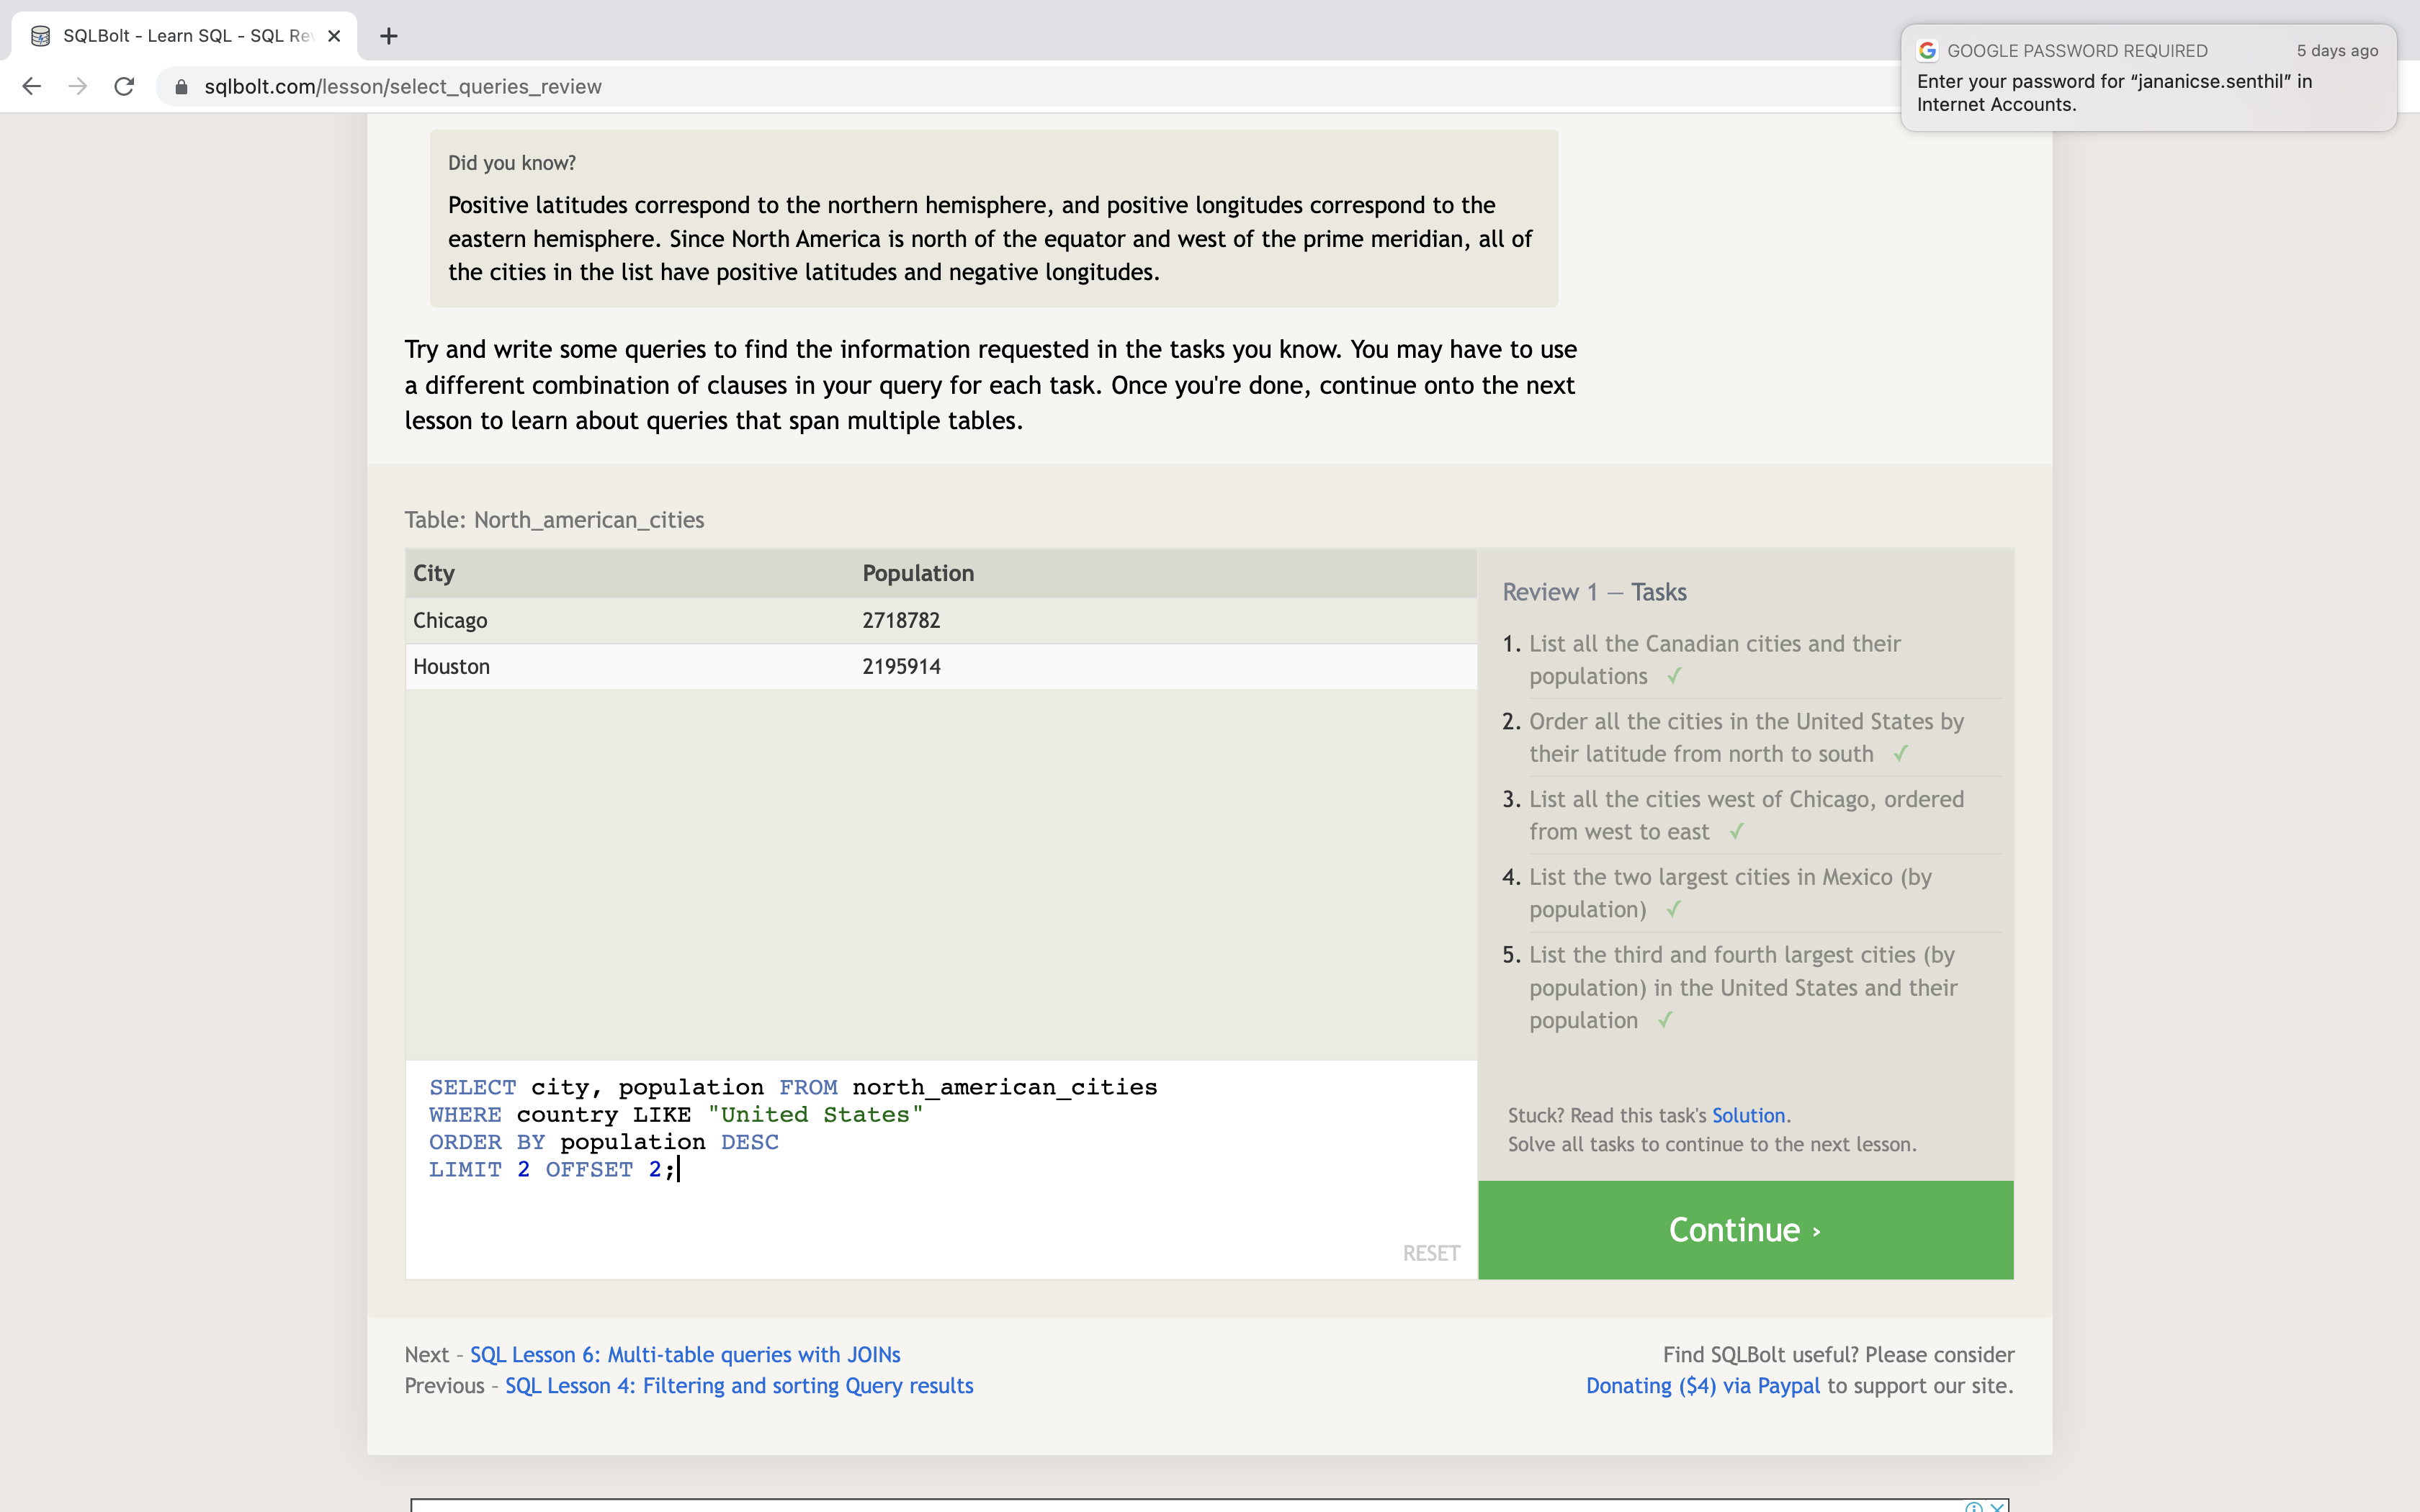 SQLBolt - Learn SQL - SQL Re
GOOGLE PASSWORD REQUIRED
5 days ago
Enter your password for “jananicse.senthil” in
Internet Accounts.
sqlbolt.com/lesson/select_queries_review
Did you know?
Positive latitudes correspond to the northern hemisphere, and positive longitudes correspond to the
eastern hemisphere. Since North America is north of the equator and west of the prime meridian, all of
the cities in the list have positive latitudes and negative longitudes.
Try and write some queries to find the information requested in the tasks you know. You may have to use
a different combination of clauses in your query for each task. Once you're done, continue onto the next
lesson to learn about queries that span multiple tables.
Table: North_american_cities
City Population
Chicago 2718782
Houston 2195914
SELECT city, population FROM north_american_cities
WHERE country LIKE "United States"
ORDER BY population DESC
LIMIT 2 OFFSET 2;
RESET
Review 1 — Tasks
1. List all the Canadian cities and their
populations ✓
2. Order all the cities in the United States by
their latitude from north to south ✓
3. List all the cities west of Chicago, ordered
from west to east ✓
4. List the two largest cities in Mexico (by
population) ✓
5. List the third and fourth largest cities (by
population) in the United States and their
population ✓
Stuck? Read this task's Solution.
Solve all tasks to continue to the next lesson.
Continue ›
Next – SQL Lesson 6: Multi-table queries with JOINs
Previous – SQL Lesson 4: Filtering and sorting Query results
Find SQLBolt useful? Please consider
Donating ($4) via Paypal to support our site.